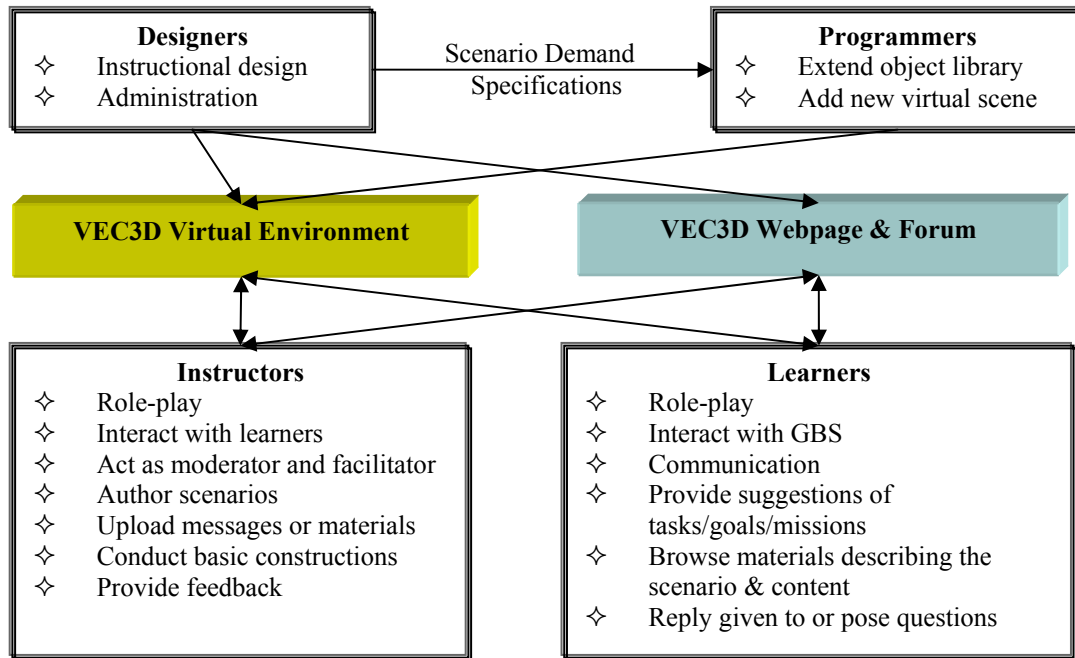 Designers
✧ Instructional design
✧ Administration
Scenario Demand
Specifications
Programmers
✧ Extend object library
✧ Add new virtual scene
VEC3D Virtual Environment
VEC3D Webpage & Forum
Instructors
✧ Role-play
✧ Interact with learners
✧ Act as moderator and facilitator
✧ Author scenarios
✧ Upload messages or materials
✧ Conduct basic constructions
✧ Provide feedback
Learners
✧ Role-play
✧ Interact with GBS
✧ Communication
✧ Provide suggestions of
tasks/goals/missions
✧ Browse materials describing the
scenario & content
✧ Reply given to or pose questions